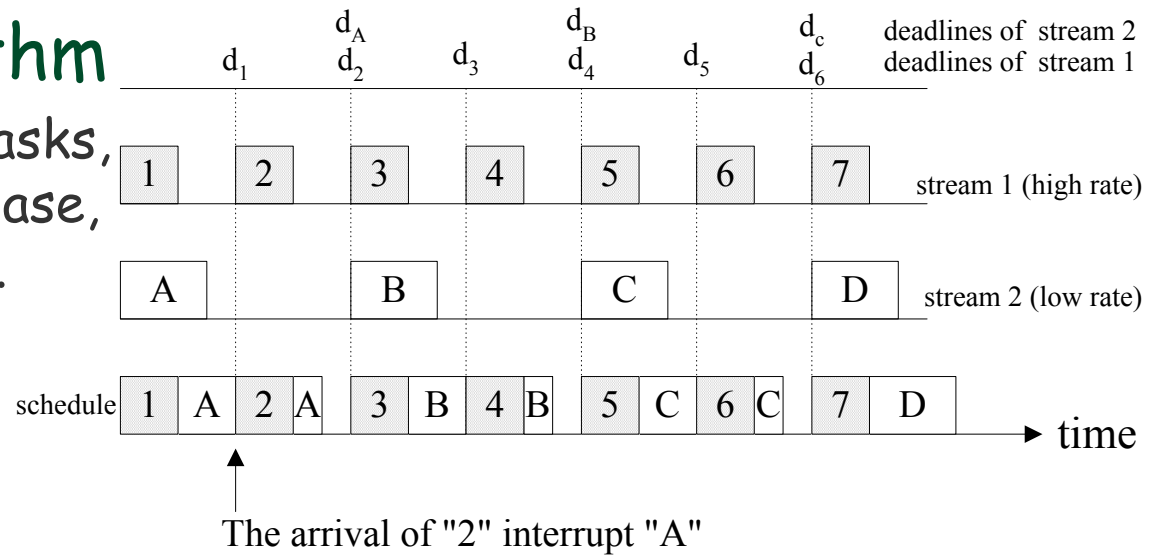 rthm
asks,
ase,
.
d_A d_B d_c deadlines of stream 2
d_1 d_2 d_3 d_4 d_5 d_6 deadlines of stream 1
1 2 3 4 5 6 7 stream 1 (high rate)
A B C D stream 2 (low rate)
schedule 1 A 2 A 3 B 4 B 5 C 6 C 7 D
time
The arrival of "2" interrupt "A"